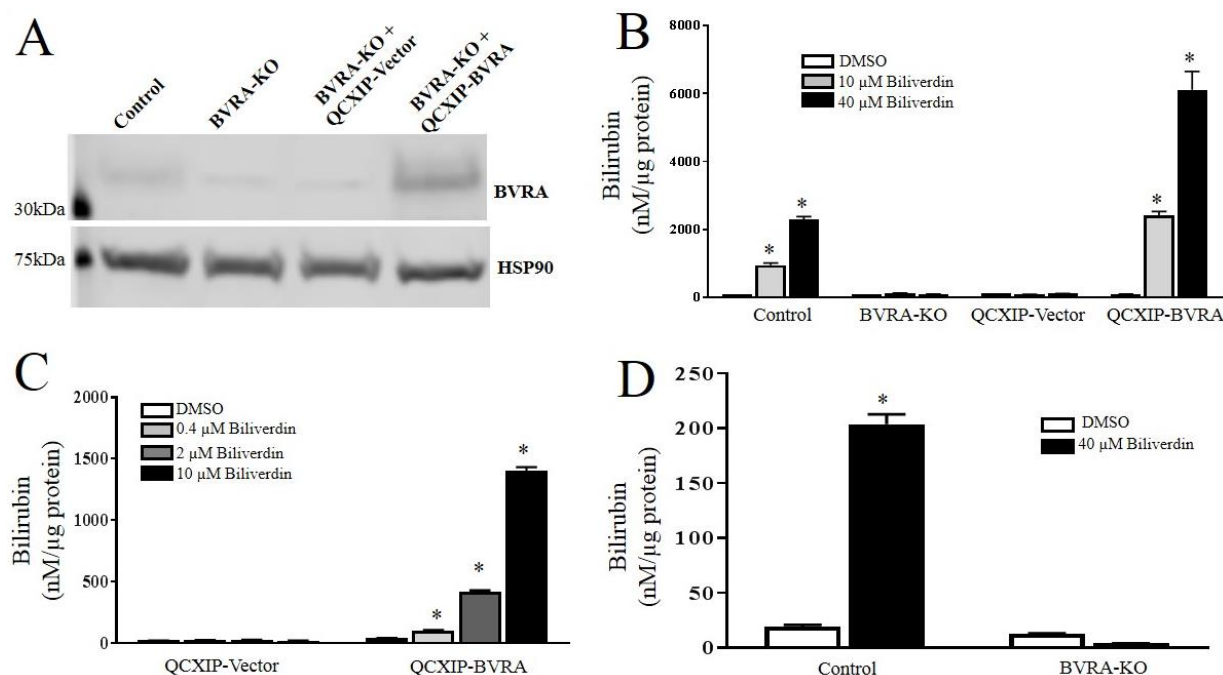 A
Control
BVRA-KO
BVRA-KO +
QCXIP-Vector
BVRA-KO +
QCXIP-BVRA
30kDa
BVRA
75kDa
HSP90
B
Bilirubin
(nM/µg protein)
8000
6000
4000
2000
0
DMSO
10 µM Biliverdin
40 µM Biliverdin
*
*
*
*
Control
BVRA-KO
QCXIP-Vector
QCXIP-BVRA
C
Bilirubin
(nM/µg protein)
2000
1500
1000
500
0
DMSO
0.4 µM Biliverdin
2 µM Biliverdin
10 µM Biliverdin
*
*
*
QCXIP-Vector
QCXIP-BVRA
D
Bilirubin
(nM/µg protein)
250
200
150
100
50
0
DMSO
40 µM Biliverdin
*
Control
BVRA-KO